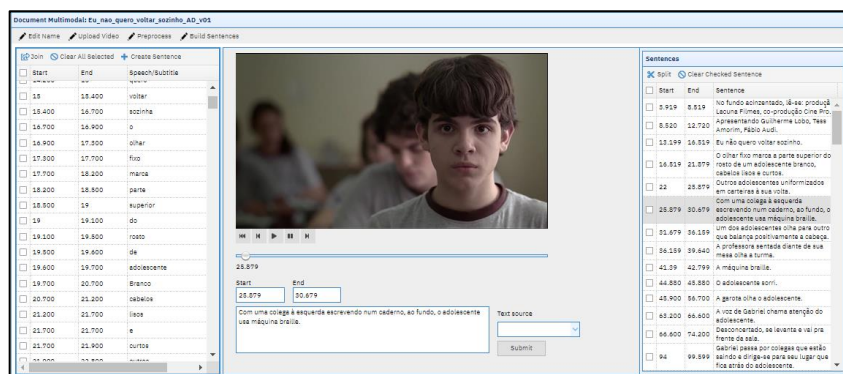 Document Multimodal: Eu_nao_quero_voltar_sozinho_AD_v01
Edit Name Upload Video Preprocess Build Sentences
Join Clear All Selected Create Sentence
Start End Speech/Subtitle
15 15.400 voltar
15.400 16.700 sozinha
16.700 16.900 o
16.900 17.300 olhar
17.300 17.700 fixo
17.700 18.200 marca
18.200 18.500 parte
18.500 19 superior
19 19.100 do
19.100 19.500 rosto
19.500 19.600 de
19.600 19.700 adolescente
19.700 20.700 Branco
20.700 21.200 cabelos
21.200 21.700 lisos
21.700 21.700 e
21.700 21.900 curtos
25.879
Start End
25.879 30.679
Com uma colega à esquerda escrevendo num caderno, ao fundo, o adolescente
usa máquina braille.
Text source
Submit
Sentences
Split Clear Checked Sentence
Start End Sentence
3.919 8.519 No fundo acinzentado, lê-se: produçã
Lacuna Filmes, co-produção Cine Pro.
8.520 12.720 Apresentando Guilherme Lobo, Tess
Amorim, Fábio Audi.
13.199 16.519 Eu não quero voltar sozinho.
16.519 21.879 O olhar fixo marca a parte superior do
rosto de um adolescente branco,
cabelos lisos e curtos.
22 25.879 Outros adolescentes uniformizados
em carteiras à sua volta.
25.879 30.679 Com uma colega à esquerda
escrevendo num caderno, ao fundo, o
adolescente usa máquina braille.
31.679 36.159 Um dos adolescentes olha para outro
que balança positivamente a cabeça.
36.159 39.640 A professora sentada diante de sua
mesa olha a turma.
41.39 42.799 A máquina braille.
44.880 45.880 O adolescente sorri.
45.900 56.700 A garota olha o adolescente.
63.200 66.600 A voz de Gabriel chama atenção do
adolescente.
66.600 74.200 Desconcertado, se levanta e vai pra
frente da sala.
94 99.599 Gabriel passa por colegas que estão
saindo e dirige-se para seu lugar que
fica atrás do adolescente.